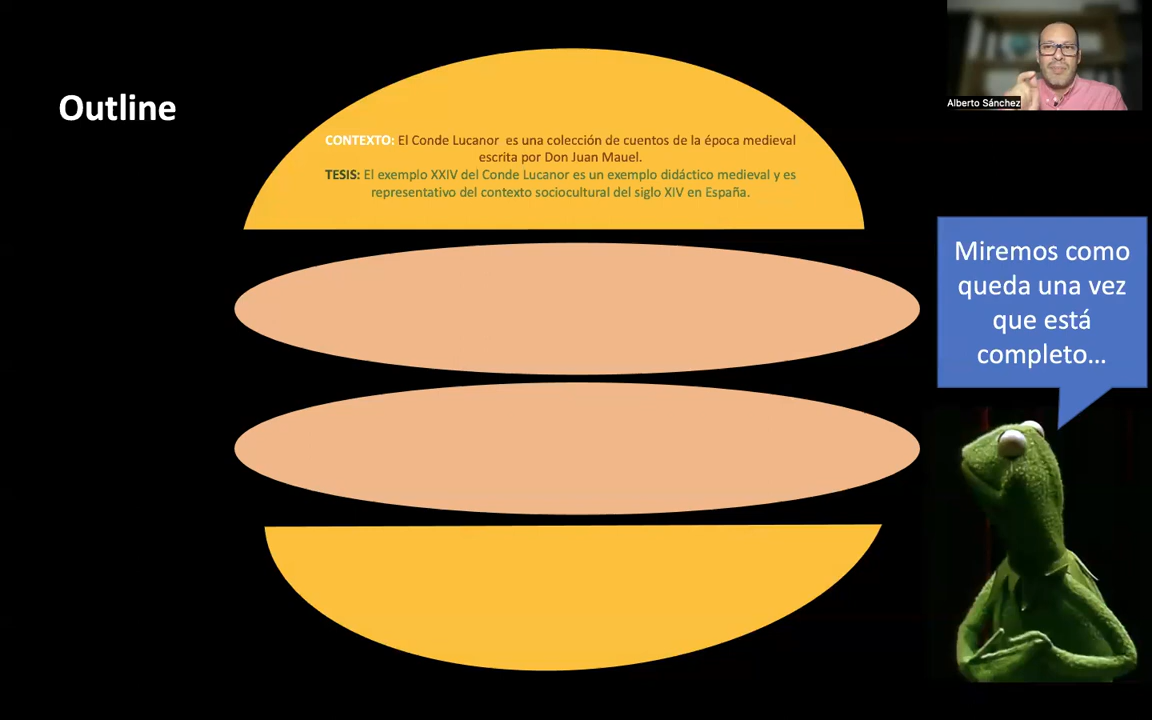 Outline
CONTEXTO: El Conde Lucanor es una colección de cuentos de la época medieval
escrita por Don Juan Mauel.
TESIS: El exemplo XXIV del Conde Lucanor es un exemplo didáctico medieval y es
representativo del contexto sociocultural del siglo XIV en España.
Alberto Sánchez
Miremos como
queda una vez
que está
completo...